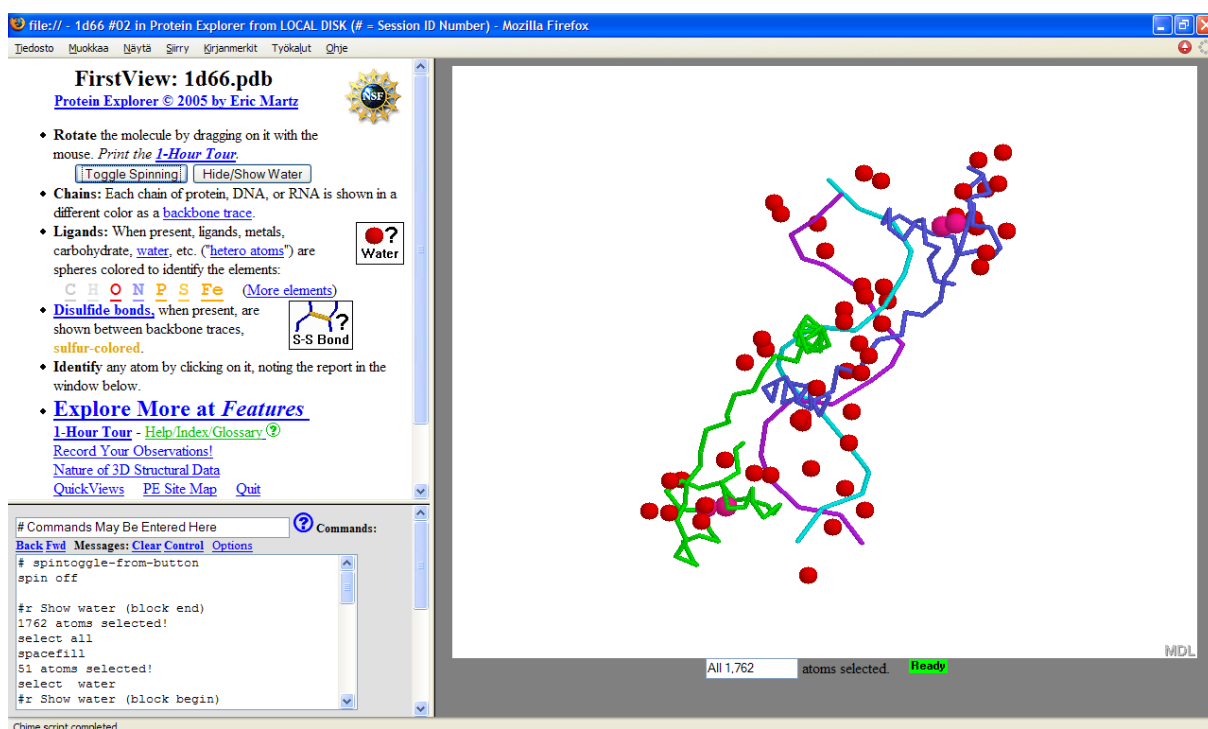 file:// - 1d66 #02 in Protein Explorer from LOCAL DISK (# = Session ID Number) - Mozilla Firefox
Tiedosto Muokkaa Näytä Siirry Kirjanmerkit Työkalut Ohje
FirstView: 1d66.pdb
Protein Explorer © 2005 by Eric Martz
NSF
Rotate the molecule by dragging on it with the
mouse. Print the 1-Hour Tour.
Toggle Spinning Hide/Show Water
Chains: Each chain of protein, DNA, or RNA is shown in a
different color as a backbone trace.
Ligands: When present, ligands, metals,
carbohydrate, water, etc. ("hetero atoms") are
spheres colored to identify the elements:
? Water
C H O N P S Fe (More elements)
Disulfide bonds, when present, are
shown between backbone traces,
sulfur-colored.
? S-S Bond
Identify any atom by clicking on it, noting the report in the
window below.
Explore More at Features
1-Hour Tour - Help/Index/Glossary ?
Record Your Observations!
Nature of 3D Structural Data
QuickViews PE Site Map Quit
# Commands May Be Entered Here ? Commands:
Back Fwd Messages: Clear Control Options
# spintoggle-from-button
spin off
#r Show water (block end)
1762 atoms selected!
select all
spacefill
51 atoms selected!
select water
#r Show water (block begin)
MDL
All 1,762 atoms selected. Ready
Chime script completed